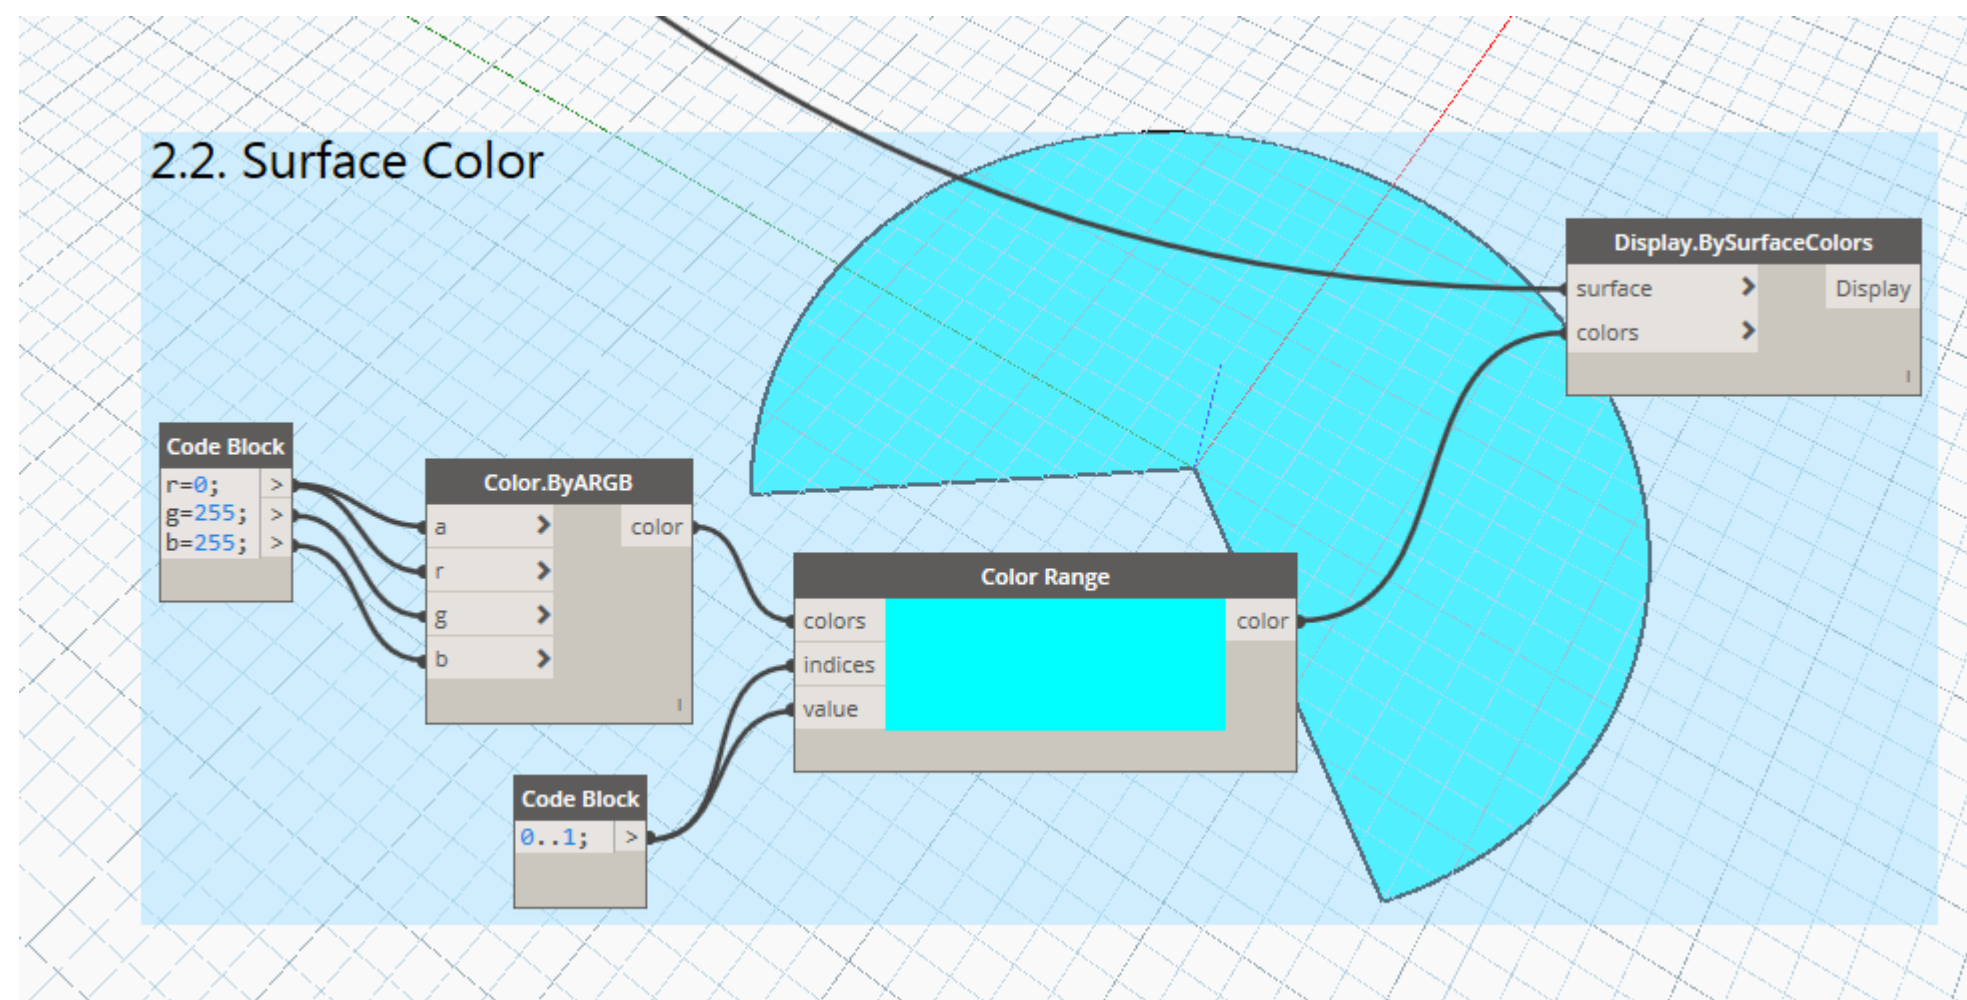 2.2. Surface Color
Display.BySurfaceColors
surface > Display
colors >
Code Block
r=0; >
g=255; >
b=255; >
Color.ByARGB
a > color
r >
g >
b >
Color Range
colors color
indices
value
Code Block
0..1; >